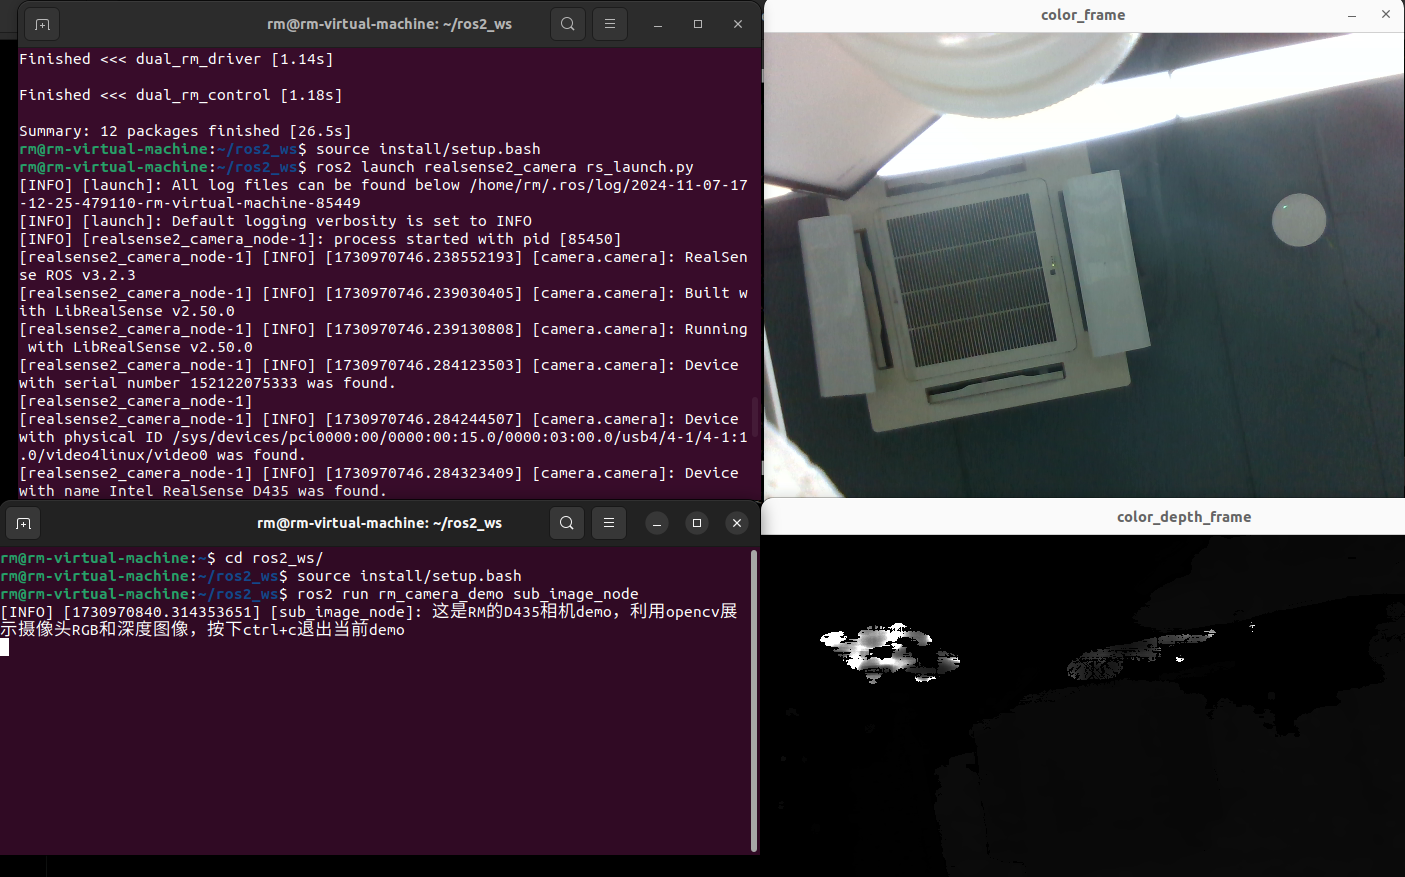 rm@rm-virtual-machine: ~/ros2_ws
Finished <<< dual_rm_driver [1.14s]
Finished <<< dual_rm_control [1.18s]
Summary: 12 packages finished [26.5s]
rm@rm-virtual-machine:~/ros2_ws$ source install/setup.bash
rm@rm-virtual-machine:~/ros2_ws$ ros2 launch realsense2_camera rs_launch.py
[INFO] [launch]: All log files can be found below /home/rm/.ros/log/2024-11-07-17
-12-25-479110-rm-virtual-machine-85449
[INFO] [launch]: Default logging verbosity is set to INFO
[INFO] [realsense2_camera_node-1]: process started with pid [85450]
[realsense2_camera_node-1] [INFO] [1730970746.238552193] [camera.camera]: RealSen
se ROS v3.2.3
[realsense2_camera_node-1] [INFO] [1730970746.239030405] [camera.camera]: Built w
ith LibRealSense v2.50.0
[realsense2_camera_node-1] [INFO] [1730970746.239130808] [camera.camera]: Running
 with LibRealSense v2.50.0
[realsense2_camera_node-1] [INFO] [1730970746.284123503] [camera.camera]: Device
with serial number 152122075333 was found.
[realsense2_camera_node-1]
[realsense2_camera_node-1] [INFO] [1730970746.284244507] [camera.camera]: Device
with physical ID /sys/devices/pci0000:00/0000:00:15.0/0000:03:00.0/usb4/4-1/4-1:1
.0/video4linux/video0 was found.
[realsense2_camera_node-1] [INFO] [1730970746.284323409] [camera.camera]: Device
with name Intel RealSense D435 was found.
color_frame
rm@rm-virtual-machine: ~/ros2_ws
rm@rm-virtual-machine:~$ cd ros2_ws/
rm@rm-virtual-machine:~/ros2_ws$ source install/setup.bash
rm@rm-virtual-machine:~/ros2_ws$ ros2 run rm_camera_demo sub_image_node
[INFO] [1730970840.314353651] [sub_image_node]: 这是RM的D435相机demo，利用opencv展
示摄像头RGB和深度图像，按下ctrl+c退出当前demo
color_depth_frame